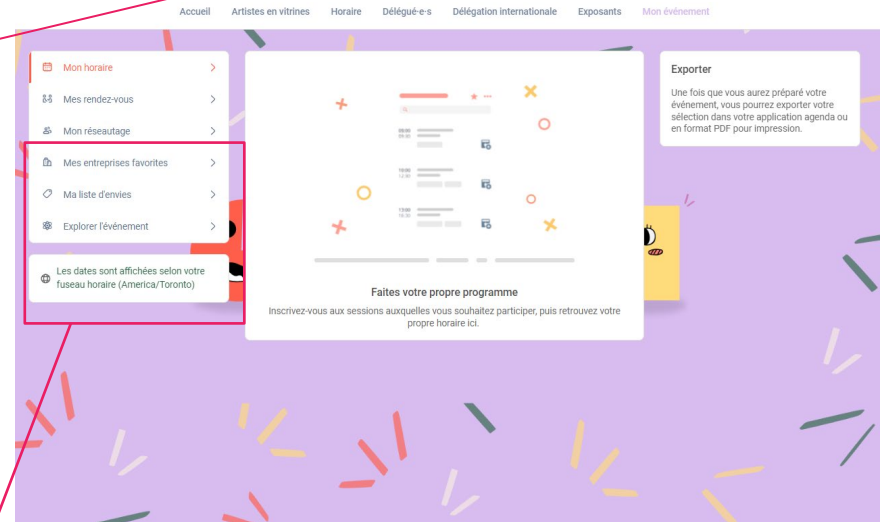 Accueil Artistes en vitrines Horaire Délégué·e·s Délégation internationale Exposants Mon événement
Mon horaire
Mes rendez-vous
Mon réseautage
Mes entreprises favorites
Ma liste d'envies
Explorer l'événement
Les dates sont affichées selon votre
fuseau horaire (America/Toronto)
Faites votre propre programme
Inscrivez-vous aux sessions auxquelles vous souhaitez participer, puis retrouvez votre
propre horaire ici.
Exporter
Une fois que vous aurez préparé votre
événement, vous pourrez exporter votre
sélection dans votre application agenda ou
en format PDF pour impression.